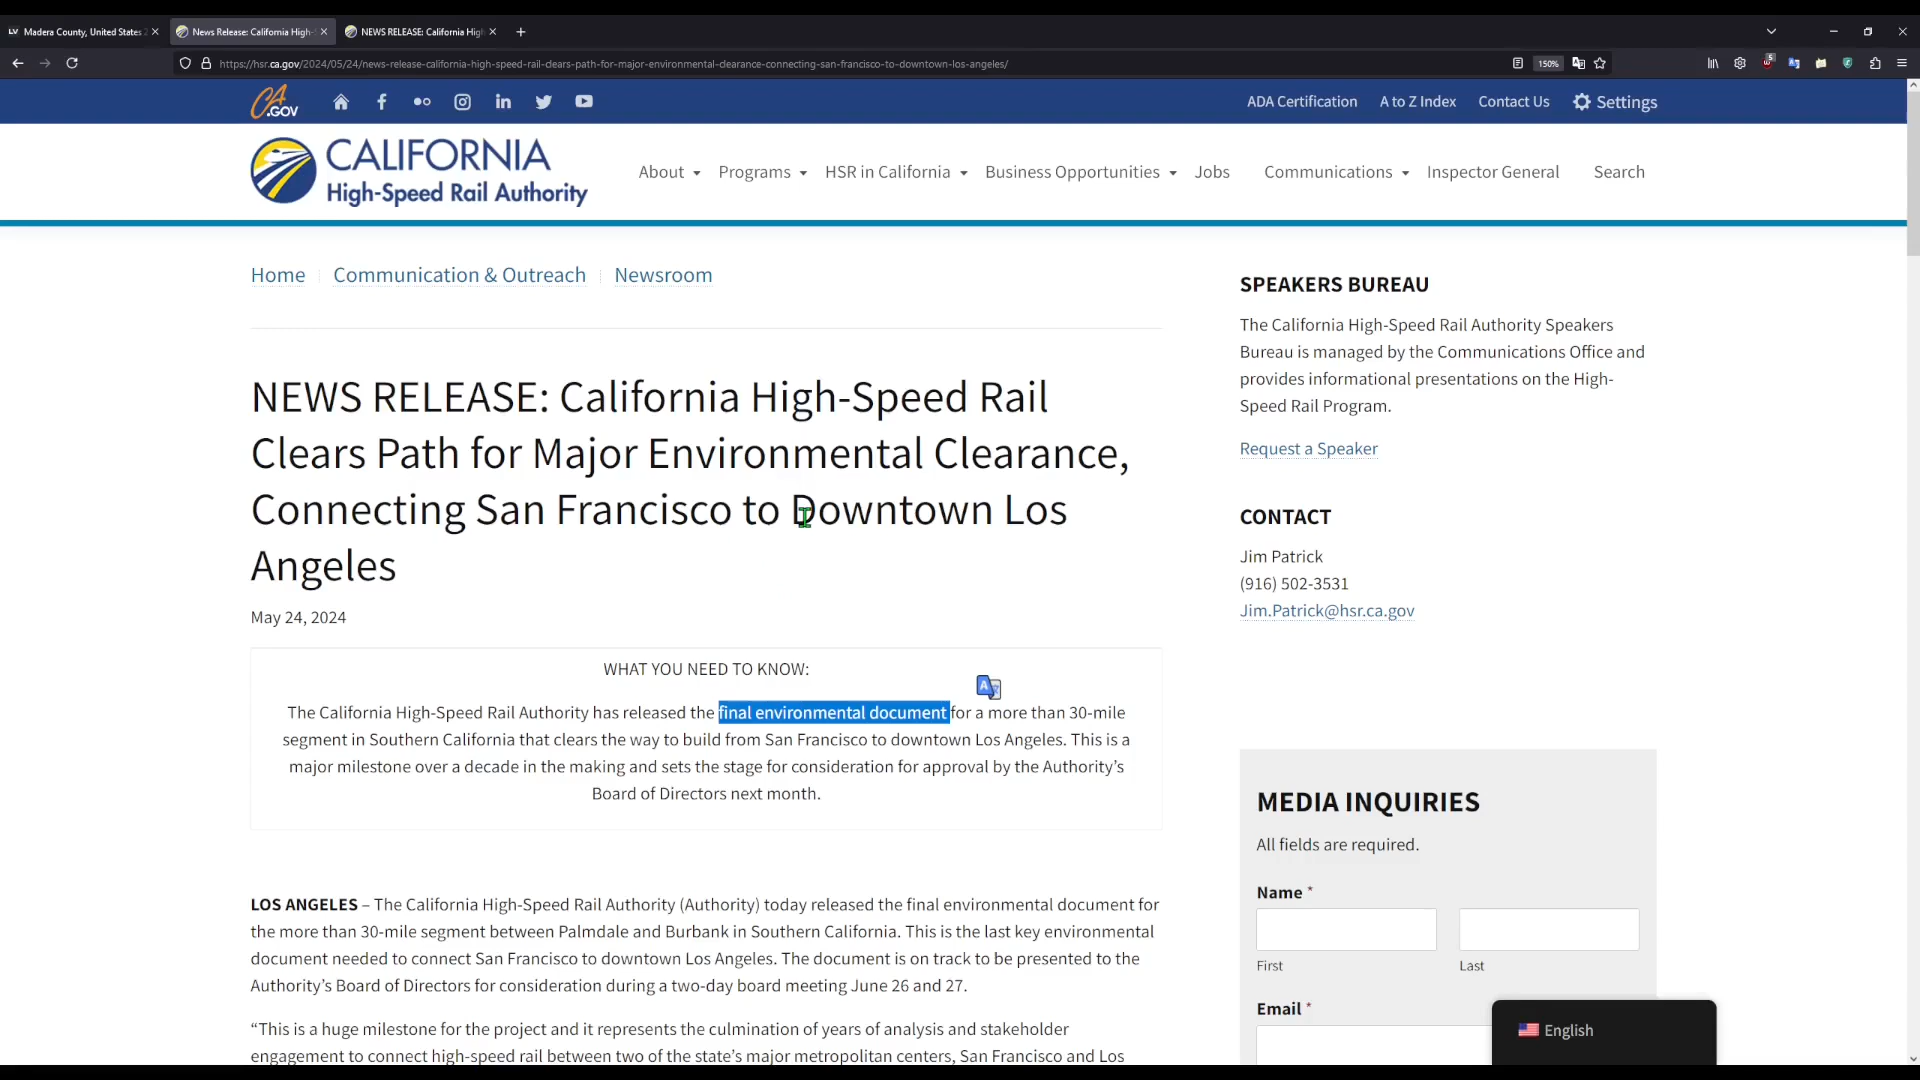 Madera County, United States
News Release: California High-
NEWS RELEASE: California High
https://hsr.ca.gov/2024/05/24/news-release-california-high-speed-rail-clears-path-for-major-environmental-clearance-connecting-san-francisco-to-downtown-los-angeles/
150%
CA.GOV
ADA Certification
A to Z Index
Contact Us
Settings
CALIFORNIA
High-Speed Rail Authority
About
Programs
HSR in California
Business Opportunities
Jobs
Communications
Inspector General
Search
Home
Communication & Outreach
Newsroom
NEWS RELEASE: California High-Speed Rail
Clears Path for Major Environmental Clearance,
Connecting San Francisco to Downtown Los
Angeles
May 24, 2024
WHAT YOU NEED TO KNOW:
The California High-Speed Rail Authority has released the final environmental document for a more than 30-mile
segment in Southern California that clears the way to build from San Francisco to downtown Los Angeles. This is a
major milestone over a decade in the making and sets the stage for consideration for approval by the Authority’s
Board of Directors next month.
LOS ANGELES – The California High-Speed Rail Authority (Authority) today released the final environmental document for
the more than 30-mile segment between Palmdale and Burbank in Southern California. This is the last key environmental
document needed to connect San Francisco to downtown Los Angeles. The document is on track to be presented to the
Authority’s Board of Directors for consideration during a two-day board meeting June 26 and 27.
“This is a huge milestone for the project and it represents the culmination of years of analysis and stakeholder
engagement to connect high-speed rail between two of the state’s major metropolitan centers, San Francisco and Los
SPEAKERS BUREAU
The California High-Speed Rail Authority Speakers
Bureau is managed by the Communications Office and
provides informational presentations on the High-
Speed Rail Program.
Request a Speaker
CONTACT
Jim Patrick
(916) 502-3531
Jim.Patrick@hsr.ca.gov
MEDIA INQUIRIES
All fields are required.
Name *
First
Last
Email *
English